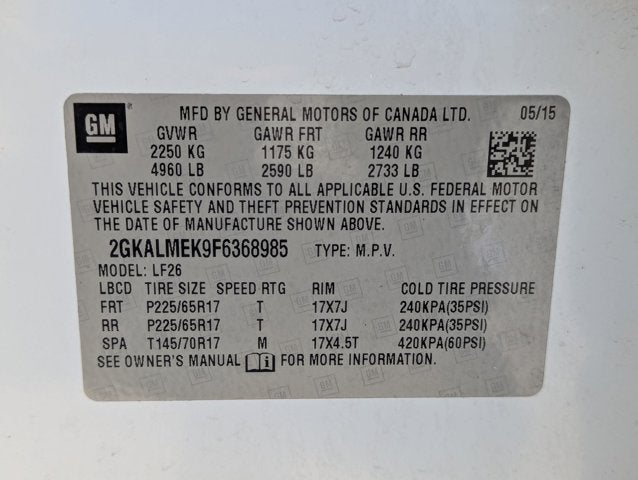 GM MFD BY GENERAL MOTORS OF CANADA LTD. 05/15
GVWR GAWR FRT GAWR RR
2250 KG 1175 KG 1240 KG
4960 LB 2590 LB 2733 LB
THIS VEHICLE CONFORMS TO ALL APPLICABLE U.S. FEDERAL MOTOR
VEHICLE SAFETY AND THEFT PREVENTION STANDARDS IN EFFECT ON
THE DATE OF MANUFACTURE SHOWN ABOVE.
2GKALMEK9F6368985 TYPE: M.P.V.
MODEL: LF26
LBCD TIRE SIZE SPEED RTG RIM COLD TIRE PRESSURE
FRT P225/65R17 T 17X7J 240KPA(35PSI)
RR P225/65R17 T 17X7J 240KPA(35PSI)
SPA T145/70R17 M 17X4.5T 420KPA(60PSI)
SEE OWNER'S MANUAL FOR MORE INFORMATION.